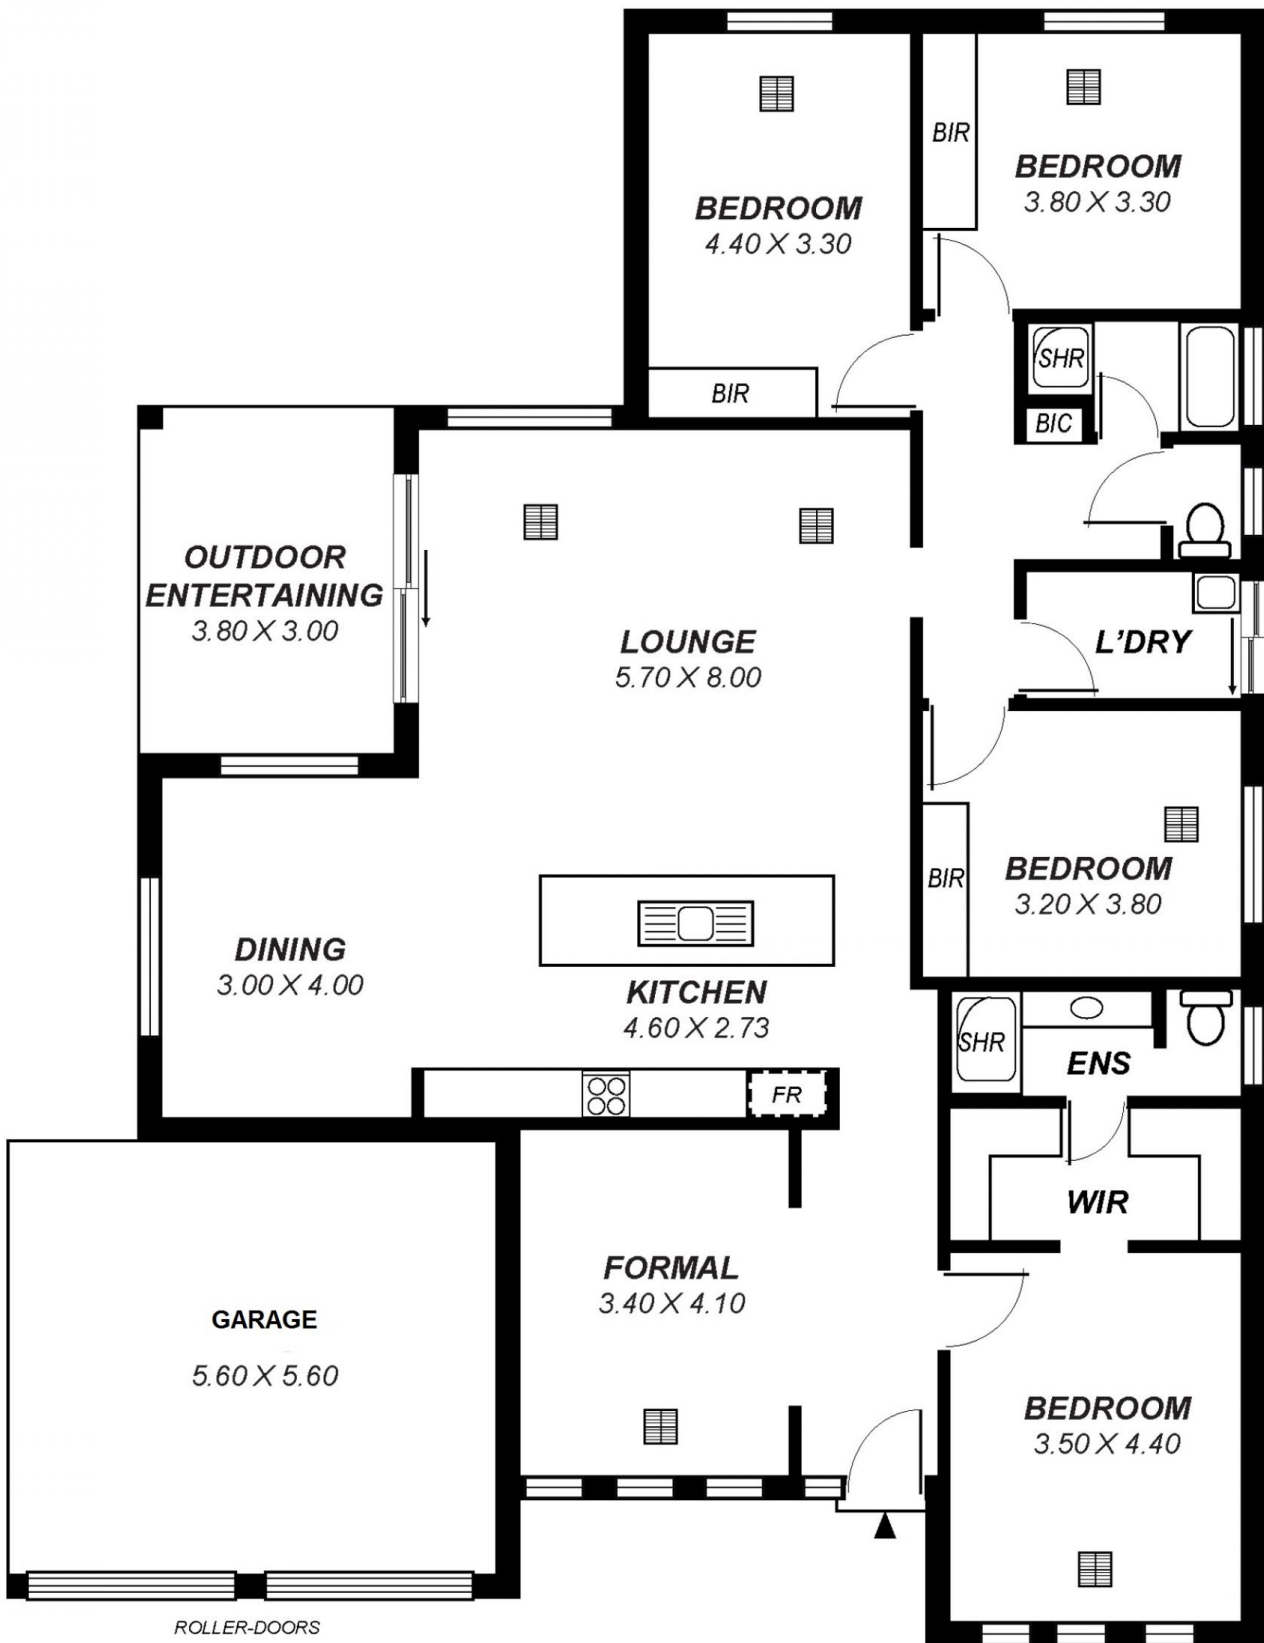 BIR
BEDROOM
3.80 X 3.30
BEDROOM
4.40 X 3.30
BIR
SHR
BIC
OUTDOOR
ENTERTAINING
3.80 X 3.00
LOUNGE
5.70 X 8.00
L'DRY
BIR
BEDROOM
3.20 X 3.80
DINING
3.00 X 4.00
KITCHEN
4.60 X 2.73
SHR
ENS
FR
WIR
FORMAL
3.40 X 4.10
GARAGE
5.60 X 5.60
BEDROOM
3.50 X 4.40
ROLLER-DOORS